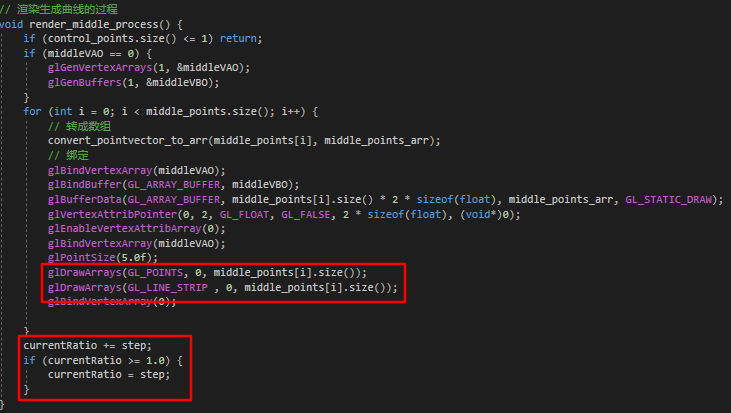 // 渲染生成曲线的过程
void render_middle_process() {
if (control_points.size() <= 1) return;
if (middleVAO == 0) {
glGenVertexArrays(1, &middleVAO);
glGenBuffers(1, &middleVBO);
}
for (int i = 0; i < middle_points.size(); i++) {
// 转成数组
convert_pointvector_to_arr(middle_points[i], middle_points_arr);
// 绑定
glBindVertexArray(middleVAO);
glBindBuffer(GL_ARRAY_BUFFER, middleVBO);
glBufferData(GL_ARRAY_BUFFER, middle_points[i].size() * 2 * sizeof(float), middle_points_arr, GL_STATIC_DRAW);
glVertexAttribPointer(0, 2, GL_FLOAT, GL_FALSE, 2 * sizeof(float), (void*)0);
glEnableVertexAttribArray(0);
glBindVertexArray(middleVAO);
glPointSize(5.0f);
glDrawArrays(GL_POINTS, 0, middle_points[i].size());
glDrawArrays(GL_LINE_STRIP , 0, middle_points[i].size());
glBindVertexArray(0);
}
currentRatio += step;
if (currentRatio >= 1.0) {
currentRatio = step;
}
}